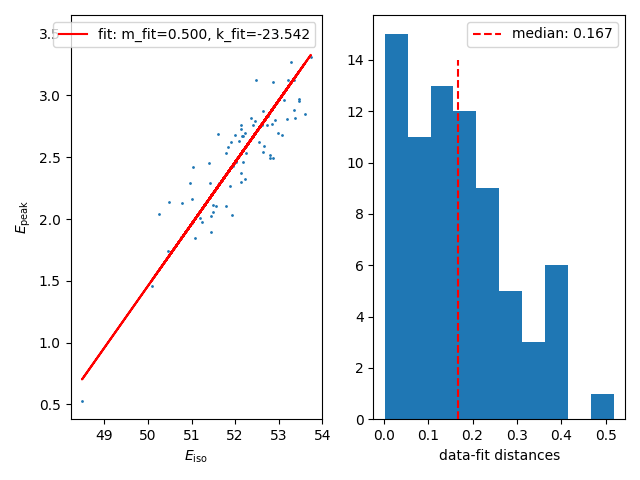 fit: m_fit=0.500, k_fit=-23.542
3.5
3.0
2.5
2.0
1.5
1.0
0.5
E_peak
49 50 51 52 53 54
E_iso
median: 0.167
14
12
10
8
6
4
2
0
0.0 0.1 0.2 0.3 0.4 0.5
data-fit distances